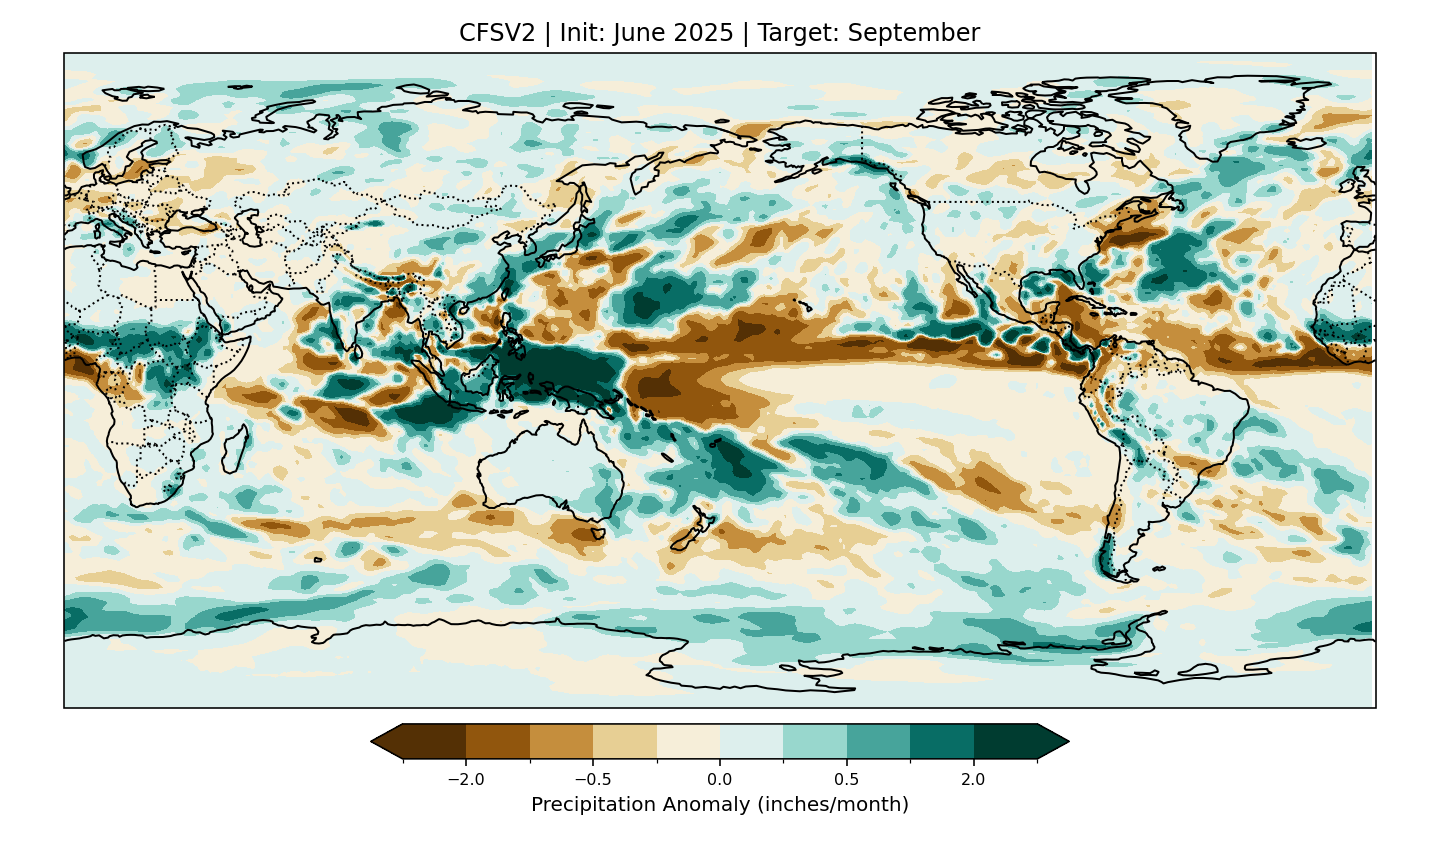 CFSV2 | Init: June 2025 | Target: September
−2.0 −0.5 0.0 0.5 2.0
Precipitation Anomaly (inches/month)